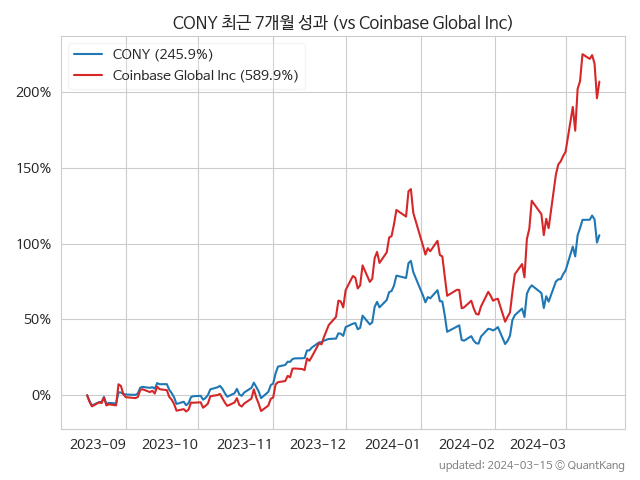 CONY 최근 7개월 성과 (vs Coinbase Global Inc)
CONY (245.9%)
Coinbase Global Inc (589.9%)
200%
150%
100%
50%
0%
2023-09 2023-10 2023-11 2023-12 2024-01 2024-02 2024-03
updated: 2024-03-15 © QuantKang